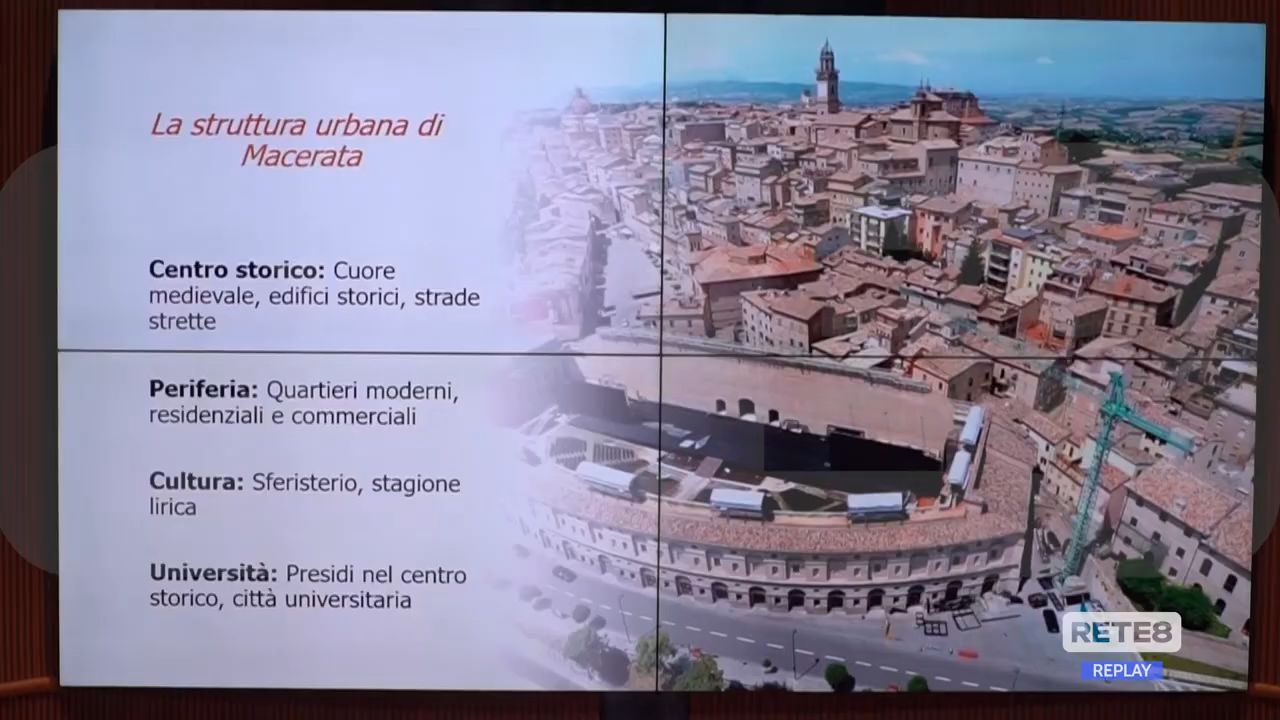 La struttura urbana di
Macerata
Centro storico: Cuore
medievale, edifici storici, strade
strette
Periferia: Quartieri moderni,
residenziali e commerciali
Cultura: Sferisterio, stagione
lirica
Università: Presidi nel centro
storico, città universitaria
RETE8
REPLAY